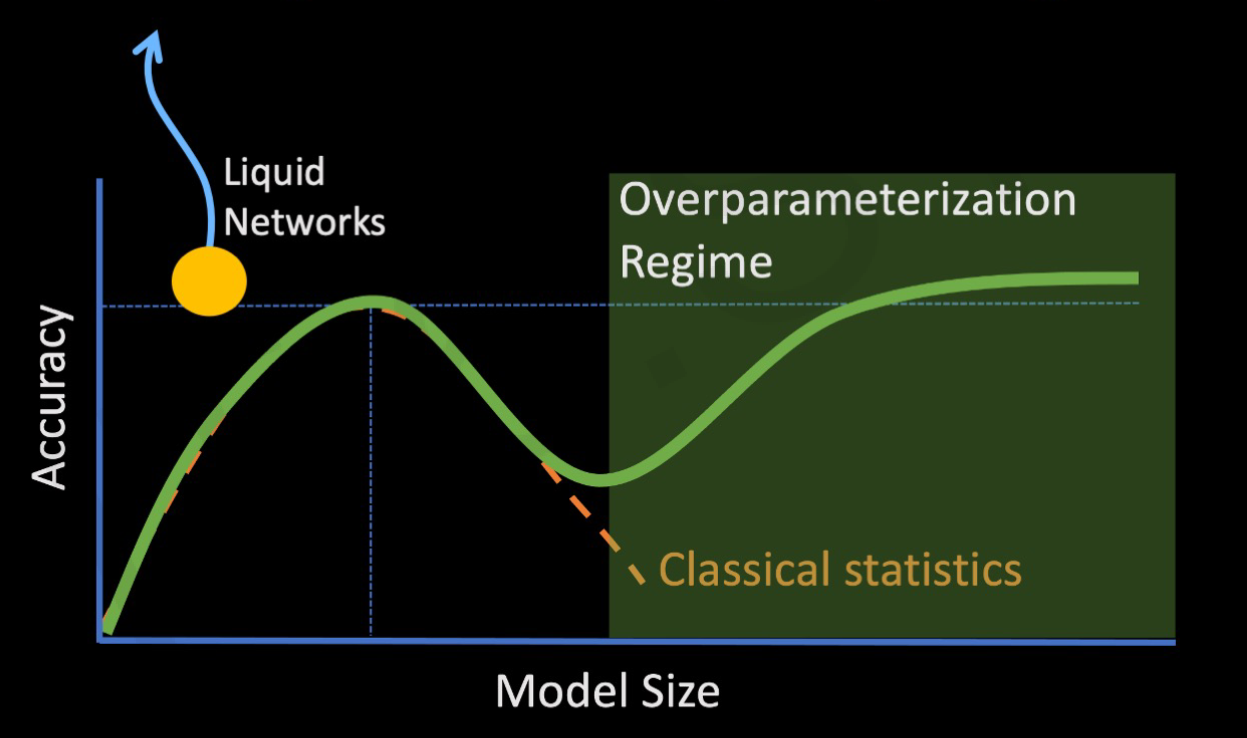 Liquid
Networks
Overparameterization
Regime
Accuracy
Classical statistics
Model Size